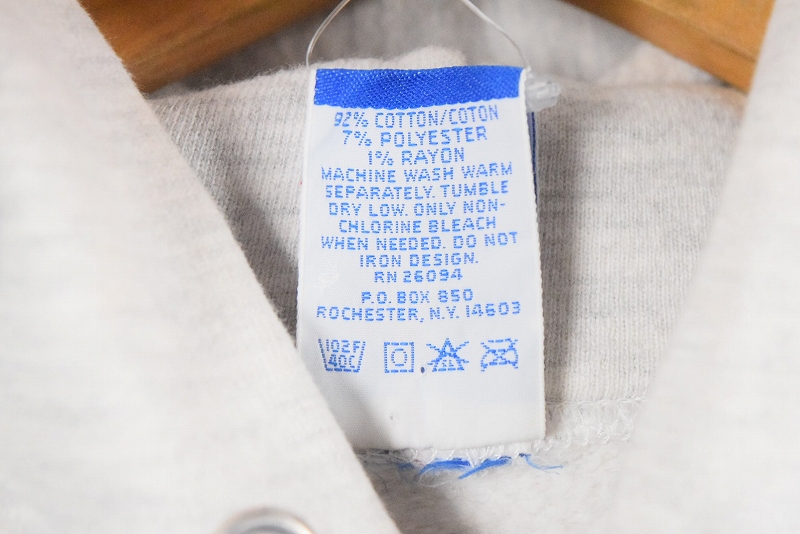 92% COTTON/COTON
7% POLYESTER
1% RAYON
MACHINE WASH WARM
SEPARATELY. TUMBLE
DRY LOW. ONLY NON-
CHLORINE BLEACH
WHEN NEEDED. DO NOT
IRON DESIGN.
RN 26094
P.O. BOX 850
ROCHESTER, N.Y. 14603
102F
40C